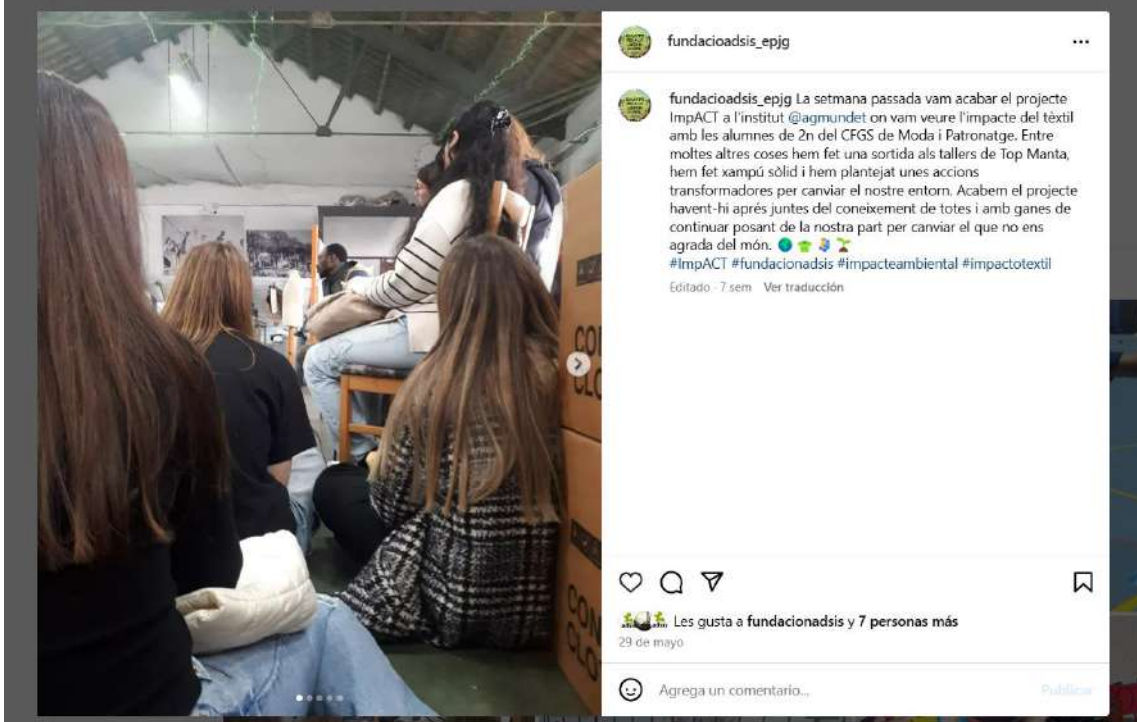 fundacioadsis_epjg
fundacioadsis_epjg La setmana passada vam acabar el projecte
ImpACT a l'institut @agmundet on vam veure l'impacte del tèxtil
amb les alumnes de 2n del CFGS de Moda i Patronatge. Entre
moltes altres coses hem fet una sortida als tallers de Top Manta,
hem fet xampú sòlid i hem plantejat unes accions
transformadores per canviar el nostre entorn. Acabem el projecte
havent-hi aprés juntes del coneixement de totes i amb ganes de
continuar posant de la nostra part per canviar el que no ens
agrada del món. 🌍 👕 🧏 🌱
#ImpACT #fundacionadsis #impacteambiental #impactotextil
Editado · 7 sem Ver traducción
Les gusta a fundacionadsis y 7 personas más
29 de mayo
Agrega un comentario...
Publicar